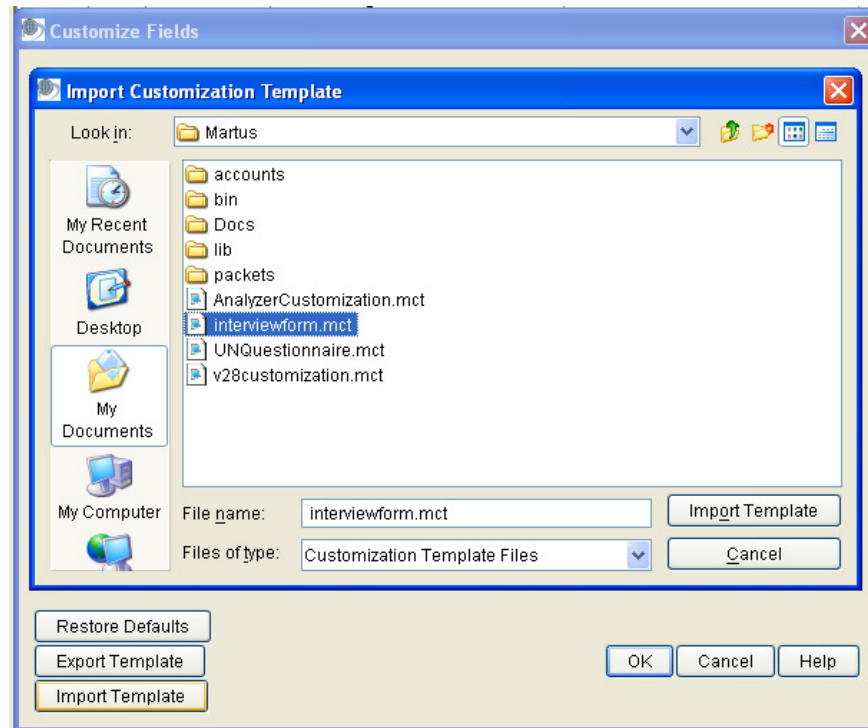 Customize Fields
Import Customization Template
Look in: Martus
My Recent
Documents
Desktop
My
Documents
My Computer
accounts
bin
Docs
lib
packets
AnalyzerCustomization.mct
interviewform.mct
UNQuestionnaire.mct
v28customization.mct
File name: interviewform.mct Import Template
Files of type: Customization Template Files Cancel
Restore Defaults
Export Template
Import Template
OK Cancel Help